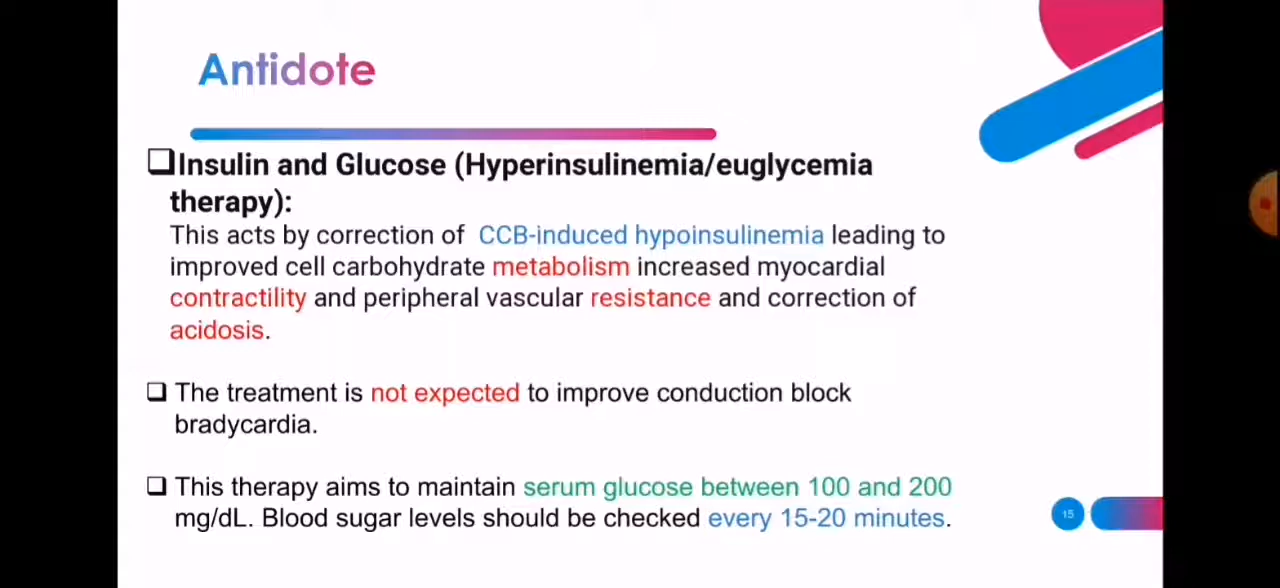 Antidote
Insulin and Glucose (Hyperinsulinemia/euglycemia
therapy):
This acts by correction of CCB-induced hypoinsulinemia leading to
improved cell carbohydrate metabolism increased myocardial
contractility and peripheral vascular resistance and correction of
acidosis.
The treatment is not expected to improve conduction block
bradycardia.
This therapy aims to maintain serum glucose between 100 and 200
mg/dL. Blood sugar levels should be checked every 15-20 minutes.
15